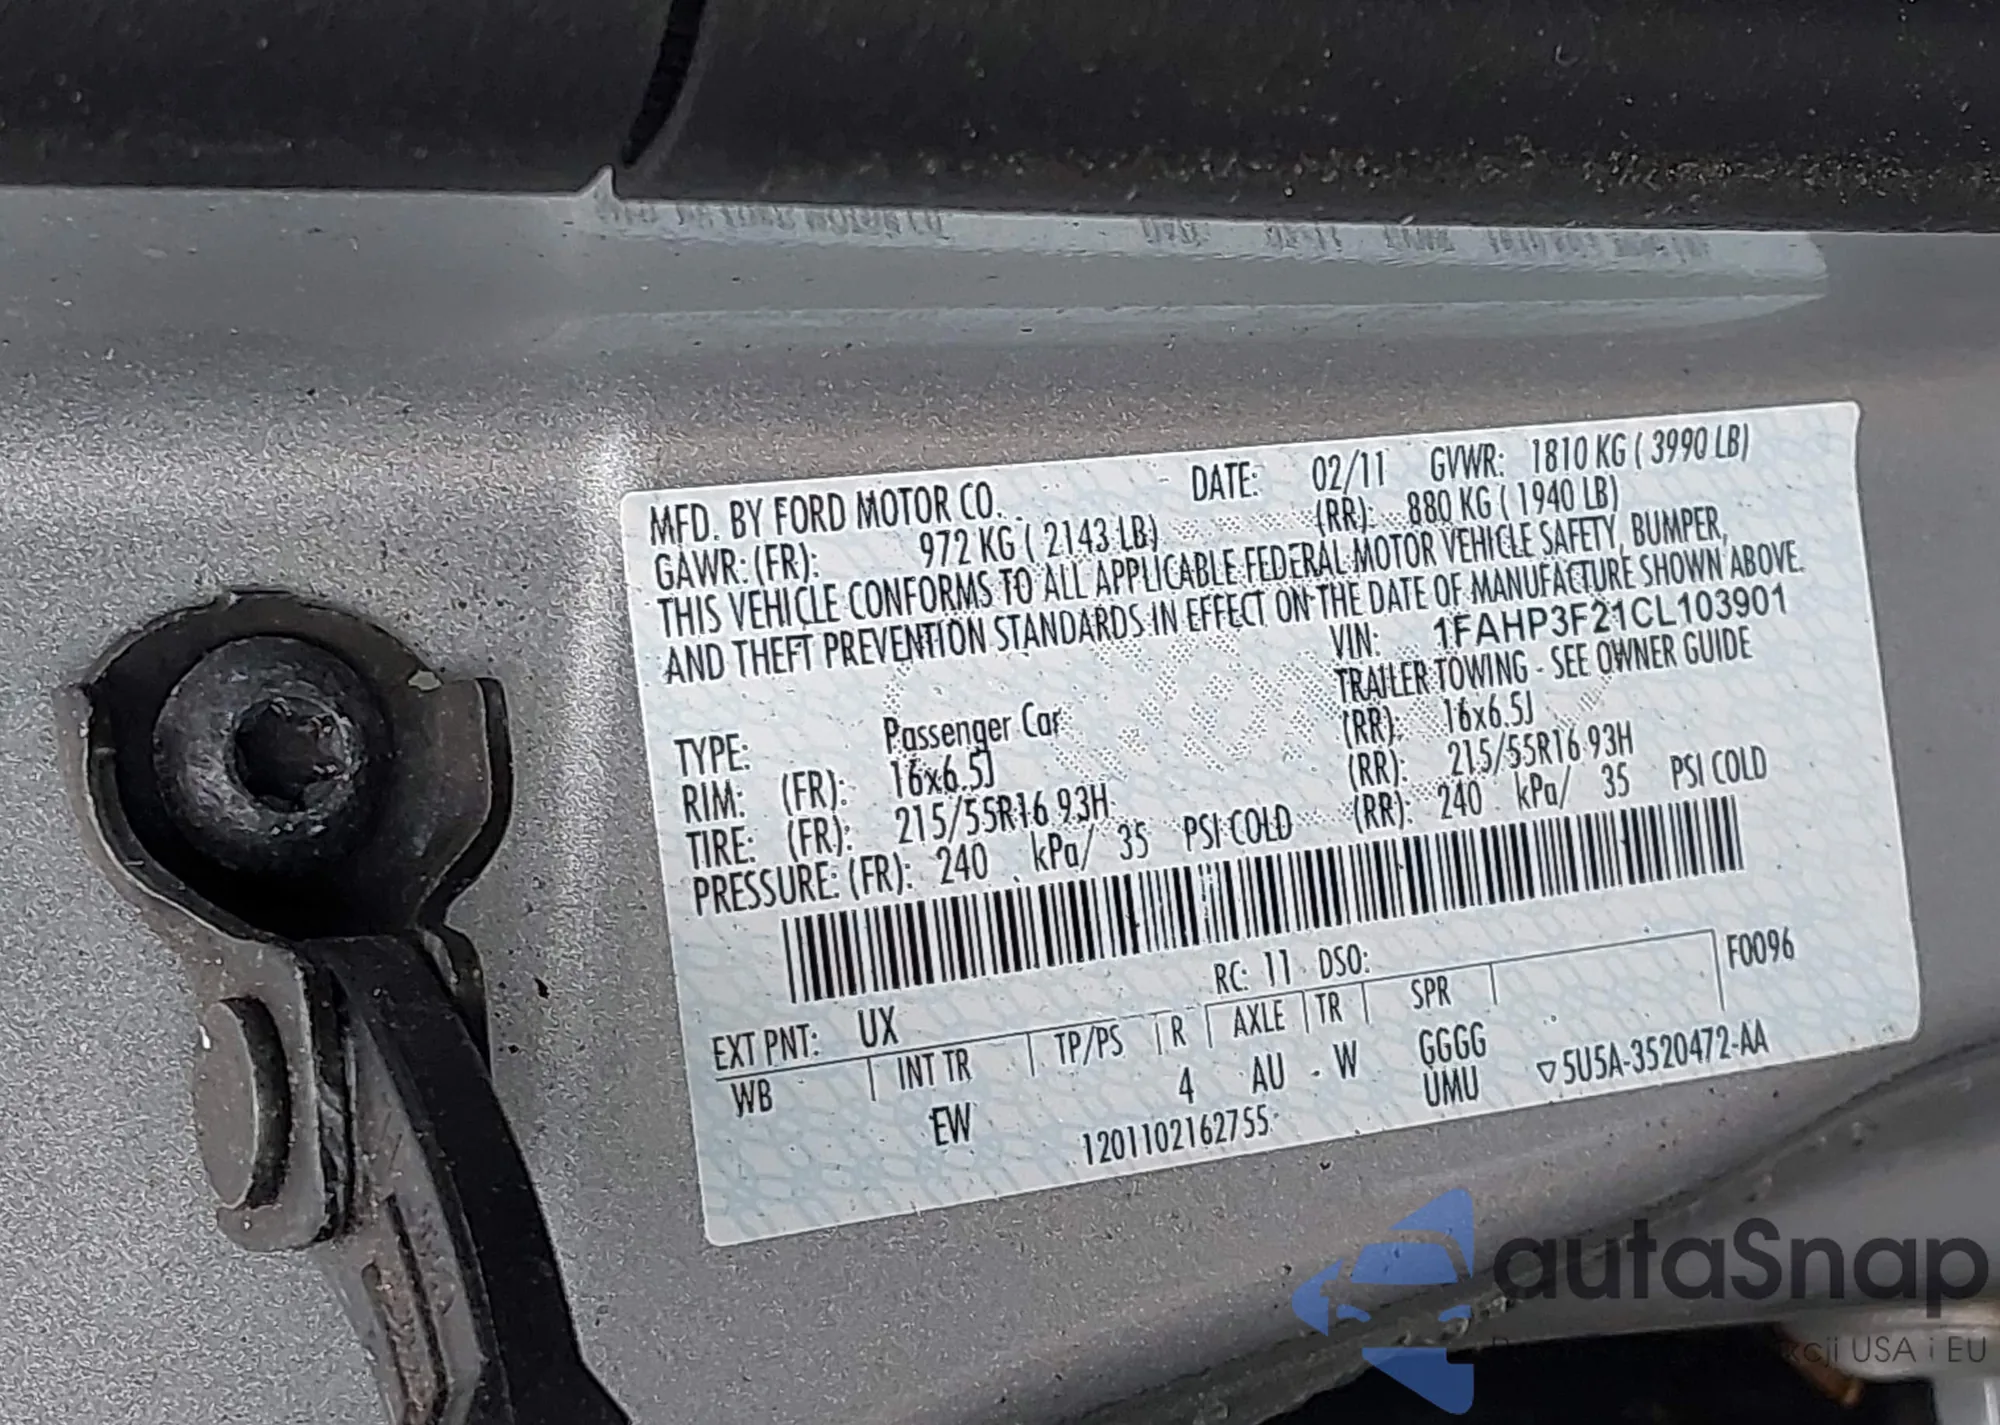 MFD. BY FORD MOTOR CO. DATE: 02/11 GVWR: 1810 KG ( 3990 LB)
GAWR: (FR): 972 KG ( 2143 LB) (RR): 880 KG ( 1940 LB)
THIS VEHICLE CONFORMS TO ALL APPLICABLE FEDERAL MOTOR VEHICLE SAFETY, BUMPER,
AND THEFT PREVENTION STANDARDS IN EFFECT ON THE DATE OF MANUFACTURE SHOWN ABOVE.
VIN: 1FAHP3F21CL103901
TYPE: Passenger Car TRAILER TOWING - SEE OWNER GUIDE
RIM: (FR): 16x6.5J (RR): 16x6.5J
TIRE: (FR): 215/55R16 93H (RR): 215/55R16 93H
PRESSURE: (FR): 240 kPa/ 35 PSI COLD (RR): 240 kPa/ 35 PSI COLD
F0096
EXT PNT: UX RC: 11 DSO:
WB INT TR TP/PS R AXLE TR SPR
EW 4 AU W GGGG
UMU
1201102162755 ▽5U5A-3520472-AA
autaSnap
USA i EU